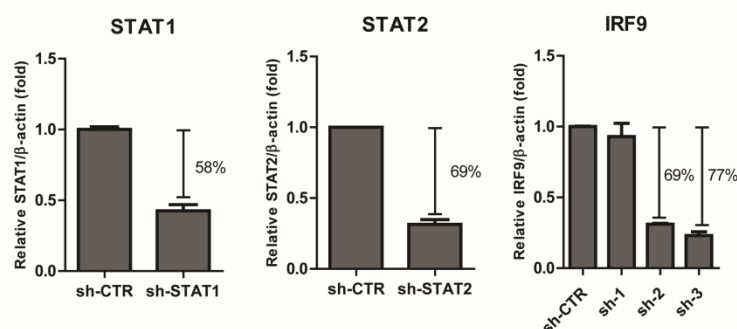 STAT1
Relative STAT1/β-actin (fold)
1.5
1.0
0.5
0.0
58%
sh-CTR sh-STAT1
STAT2
Relative STAT2/β-actin (fold)
1.5
1.0
0.5
0.0
69%
sh-CTR sh-STAT2
IRF9
Relative IRF9/β-actin (fold)
1.5
1.0
0.5
0.0
69% 77%
sh-CTR sh-1 sh-2 sh-3